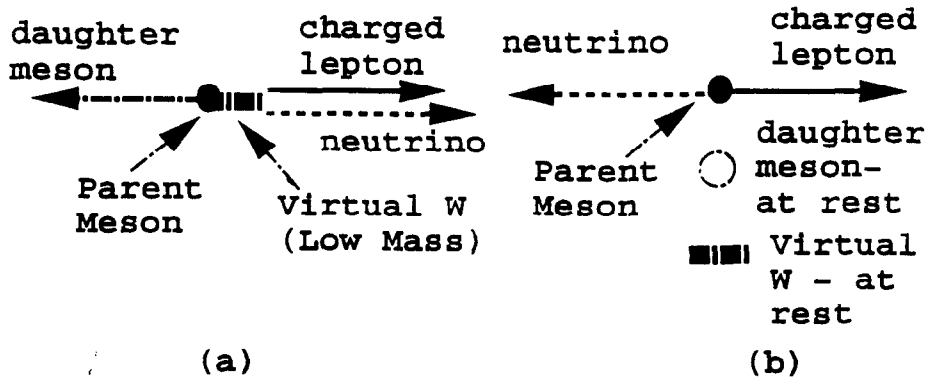 daughter
meson
charged
lepton
neutrino
Parent
Meson
Virtual W
(Low Mass)
(a)
neutrino
charged
lepton
Parent
Meson
daughter
meson-
at rest
Virtual
W - at
rest
(b)